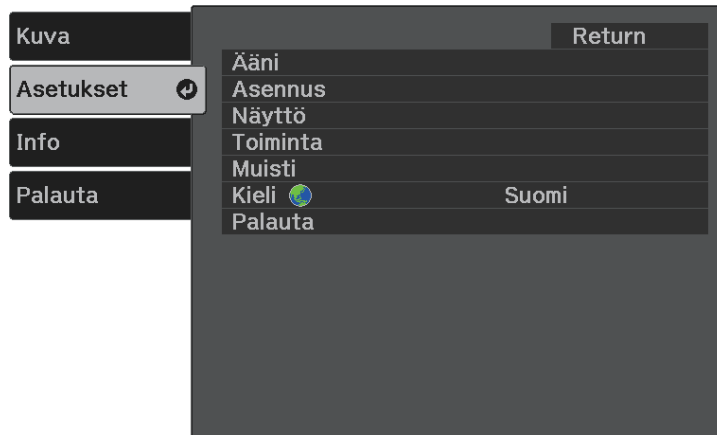 Kuva
Asetukset
Info
Palauta
Return
Ääni
Asennus
Näyttö
Toiminta
Muisti
Kieli Suomi
Palauta